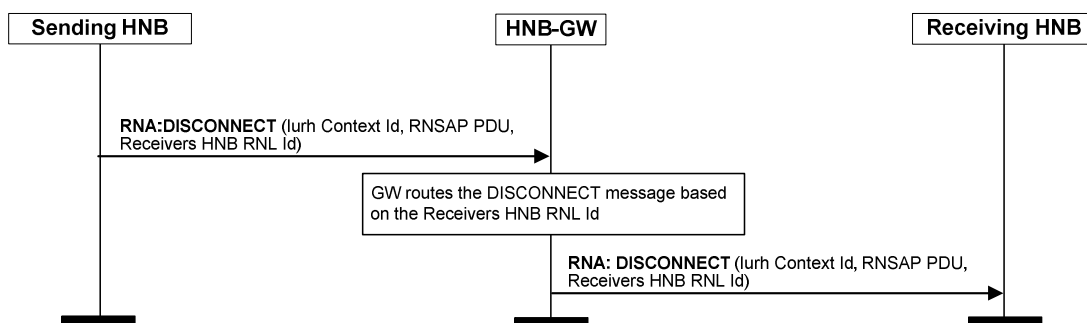 Sending HNB
HNB-GW
Receiving HNB
RNA:DISCONNECT (Iurh Context Id, RNSAP PDU,
Receivers HNB RNL Id)
GW routes the DISCONNECT message based
on the Receivers HNB RNL Id
RNA: DISCONNECT (Iurh Context Id, RNSAP PDU,
Receivers HNB RNL Id)